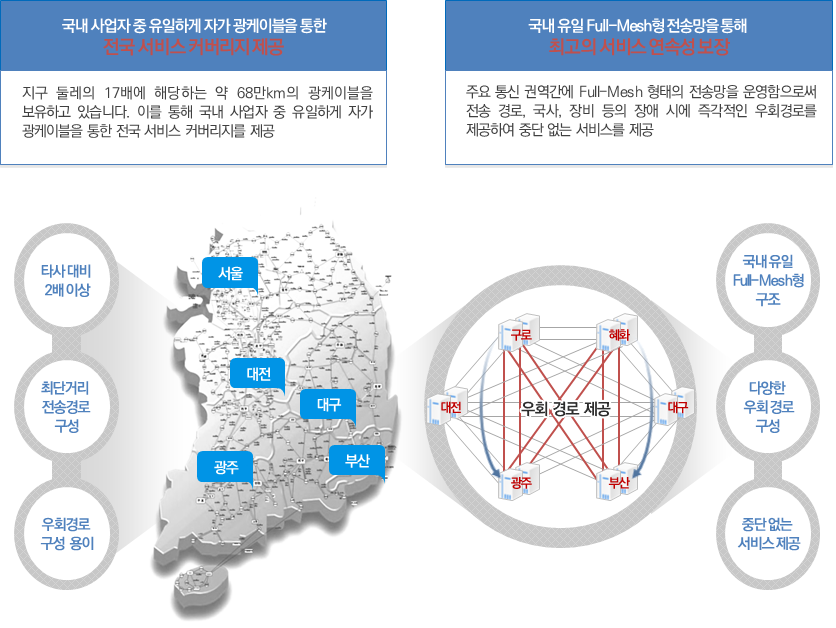 국내 사업자 중 유일하게 자가 광케이블을 통한
전국 서비스 커버리지 제공
지구 둘레의 17배에 해당하는 약 68만km의 광케이블을
보유하고 있습니다. 이를 통해 국내 사업자 중 유일하게 자가
광케이블을 통한 전국 서비스 커버리지를 제공
국내 유일 Full-Mesh형 전송망을 통해
최고의 서비스 연속성 보장
주요 통신 권역간에 Full-Mesh 형태의 전송망을 운영함으로써
전송 경로, 국사, 장비 등의 장애 시에 즉각적인 우회경로를
제공하여 중단 없는 서비스를 제공
타사 대비
2배 이상
최단거리
전송경로
구성
우회경로
구성 용이
서울
대전
대구
광주
부산
구로
혜화
대전
우회 경로 제공
대구
광주
부산
국내 유일
Full-Mesh형
구조
다양한
우회 경로
구성
중단 없는
서비스 제공